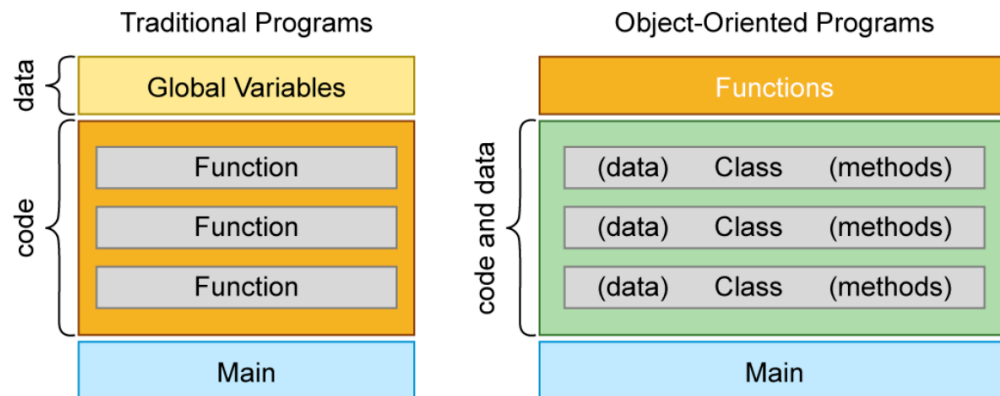 Traditional Programs
data
Global Variables
code
Function
Function
Function
Main
Object-Oriented Programs
Functions
code and data
(data) Class (methods)
(data) Class (methods)
(data) Class (methods)
Main